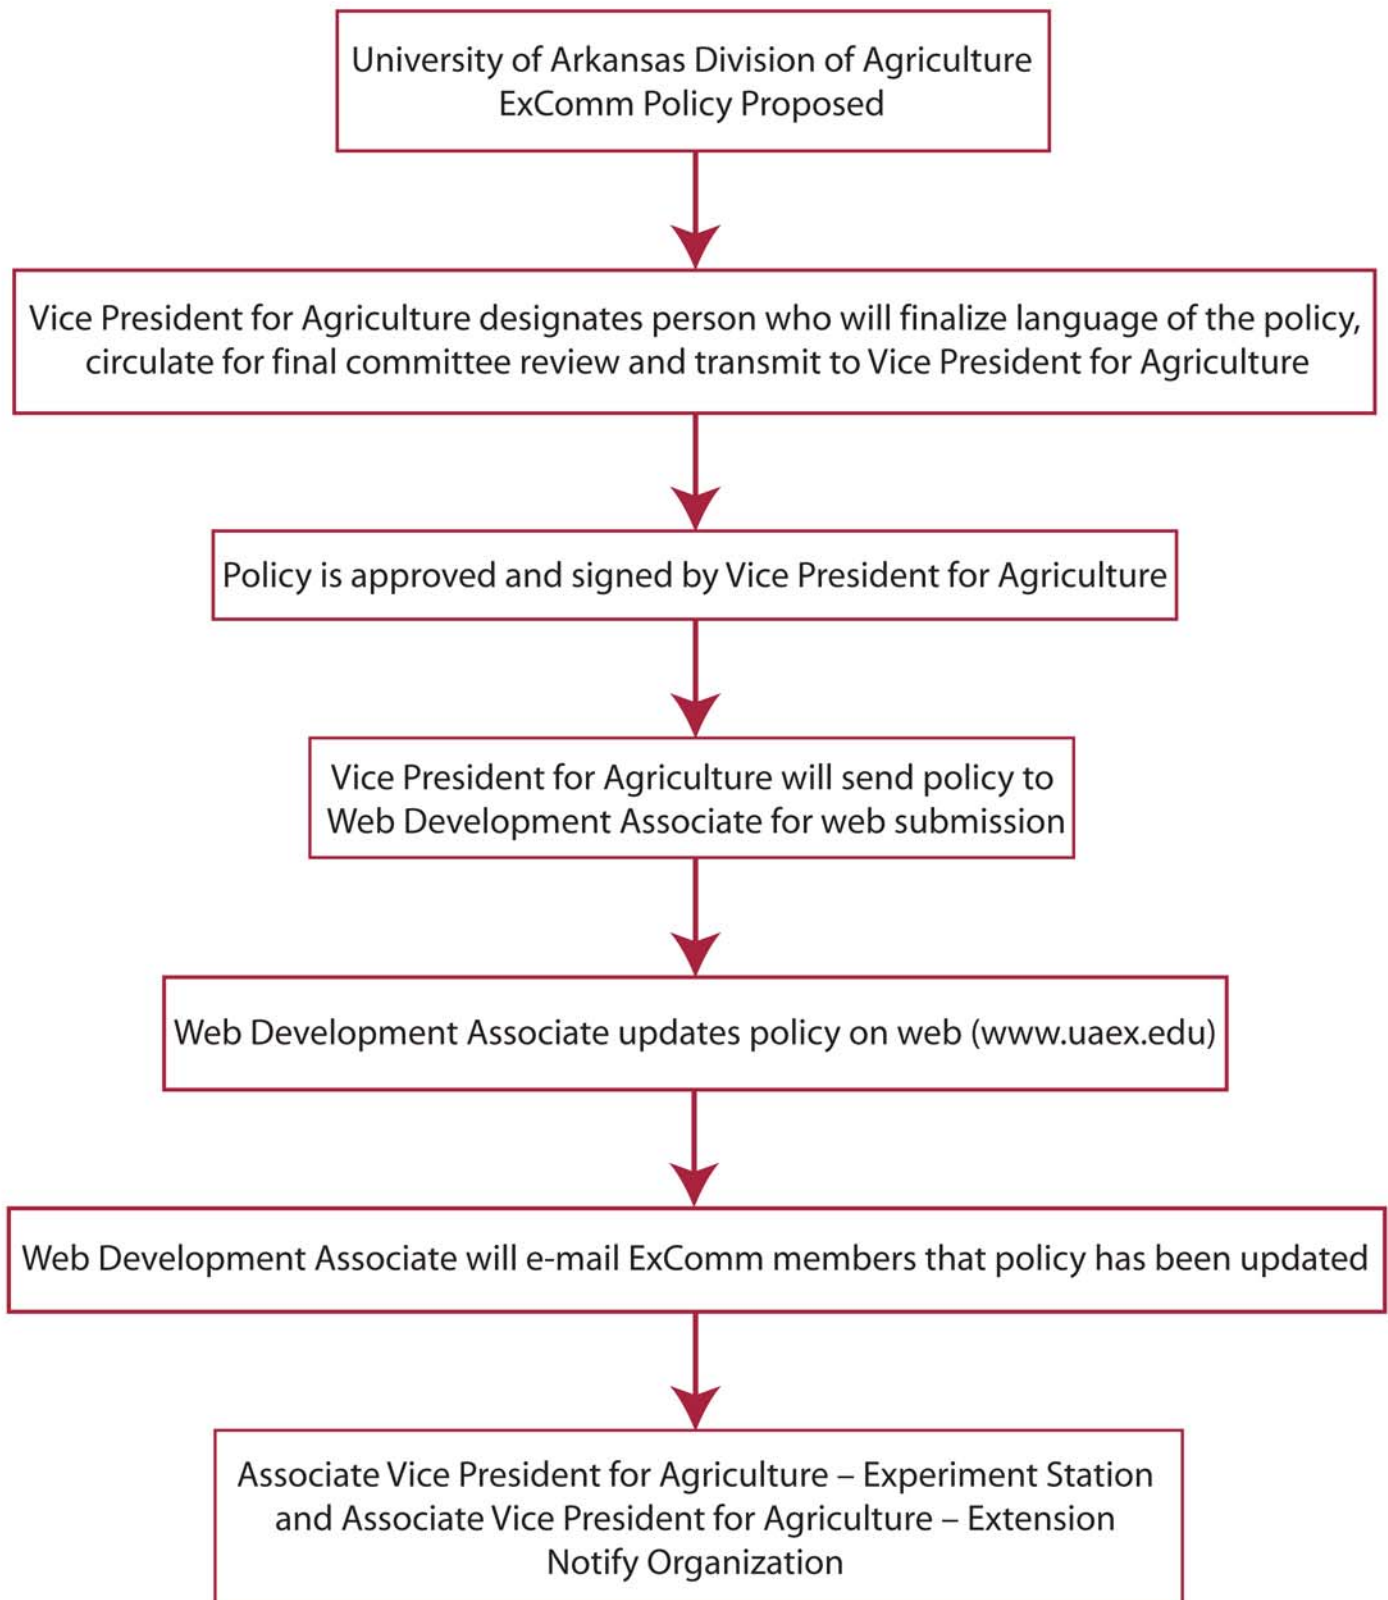 University of Arkansas Division of Agriculture
ExComm Policy Proposed
Vice President for Agriculture designates person who will finalize language of the policy,
circulate for final committee review and transmit to Vice President for Agriculture
Policy is approved and signed by Vice President for Agriculture
Vice President for Agriculture will send policy to
Web Development Associate for web submission
Web Development Associate updates policy on web (www.uaex.edu)
Web Development Associate will e-mail ExComm members that policy has been updated
Associate Vice President for Agriculture – Experiment Station
and Associate Vice President for Agriculture – Extension
Notify Organization